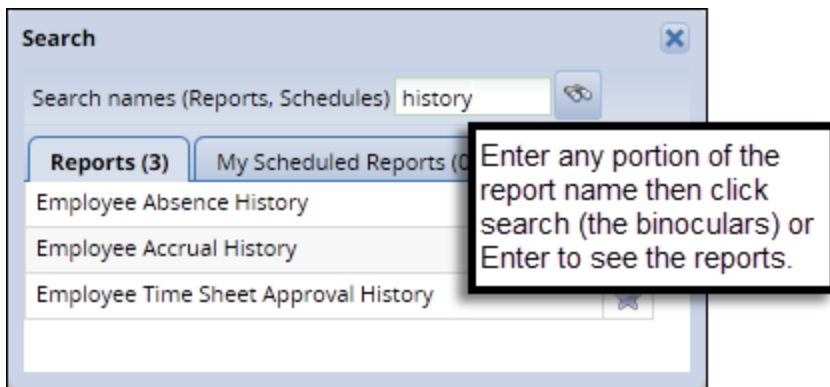 Search
Search names (Reports, Schedules) history
Reports (3) My Scheduled Reports (0
Enter any portion of the
report name then click
search (the binoculars) or
Enter to see the reports.
Employee Absence History
Employee Accrual History
Employee Time Sheet Approval History